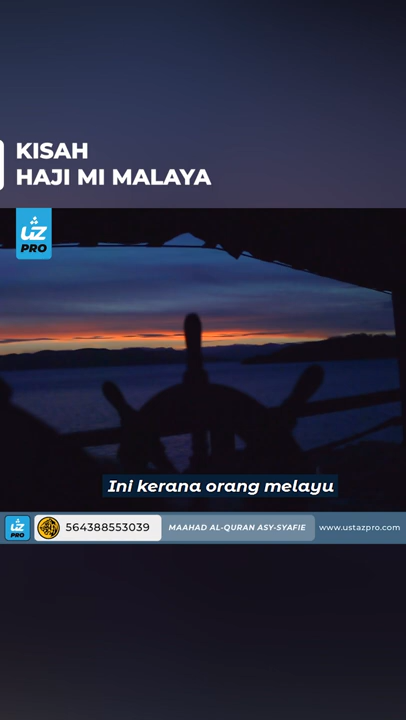 KISAH
HAJI MI MALAYA
UZ
PRO
Ini kerana orang melayu
UZ
PRO
564388553039
MAAHAD AL-QURAN ASY-SYAFIE
www.ustazpro.com